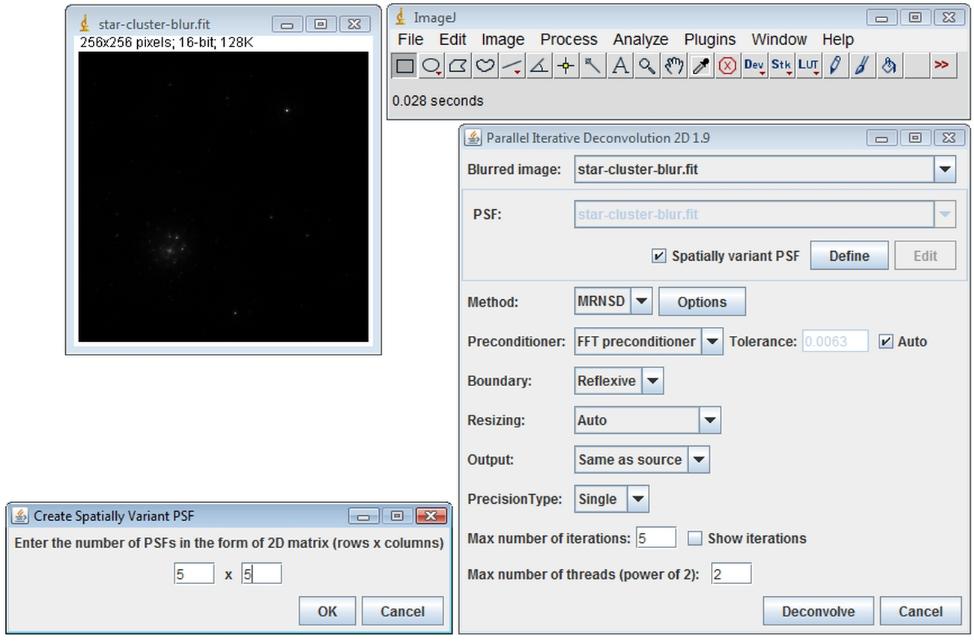 star-cluster-blur.fit
256x256 pixels; 16-bit; 128K
ImageJ
File Edit Image Process Analyze Plugins Window Help
A Dev Stk LUT >>
0.028 seconds
Parallel Iterative Deconvolution 2D 1.9
Blurred image: star-cluster-blur.fit
PSF: star-cluster-blur.fit
Spatially variant PSF Define Edit
Method: MRNSD Options
Preconditioner: FFT preconditioner Tolerance: 0.0063 Auto
Boundary: Reflexive
Resizing: Auto
Output: Same as source
PrecisionType: Single
Max number of iterations: 5 Show iterations
Max number of threads (power of 2): 2
Deconvolve Cancel
Create Spatially Variant PSF
Enter the number of PSFs in the form of 2D matrix (rows x columns)
5 x 5
OK Cancel